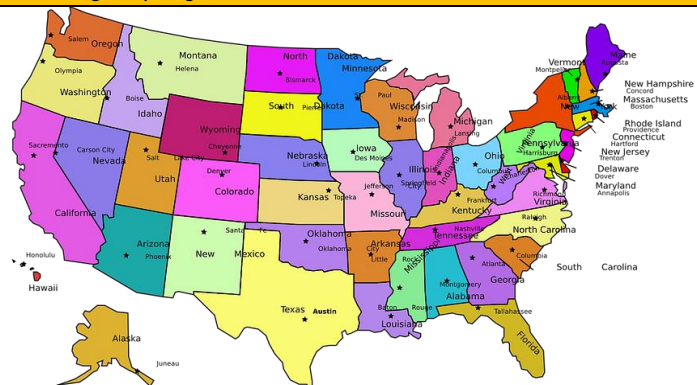 Salem
Oregon
Olympia
Washington
Boise
Idaho
Montana
Helena
North Dakota
Bismarck
Minnesota
St. Paul
South Dakota
Pierre
Wyoming
Cheyenne
Wisconsin
Madison
Michigan
Lansing
Vermont
Montpelier
Maine
Augusta
New Hampshire
Concord
Massachusetts
Boston
Albany
New York
Rhode Island
Providence
Connecticut
Hartford
New Jersey
Trenton
Delaware
Dover
Maryland
Annapolis
Pennsylvania
Harrisburg
Sacramento
Carson City
Nevada
Salt Lake City
Utah
Denver
Colorado
Nebraska
Lincoln
Iowa
Des Moines
Illinois
Springfield
City
Indianapolis
Indiana
Ohio
Columbus
West Virginia
Richmond
Virginia
California
Kansas
Topeka
Jefferson
Missouri
Frankfort
Kentucky
Raleigh
North Carolina
Nashville
Tennessee
Arizona
Phoenix
Santa Fe
New Mexico
Oklahoma
Oklahoma City
Arkansas
Little Rock
Mississippi
Columbia
South Carolina
Atlanta
Georgia
Montgomery
Alabama
Honolulu
Hawaii
Texas
Austin
Baton Rouge
Louisiana
Tallahassee
Florida
Alaska
Juneau